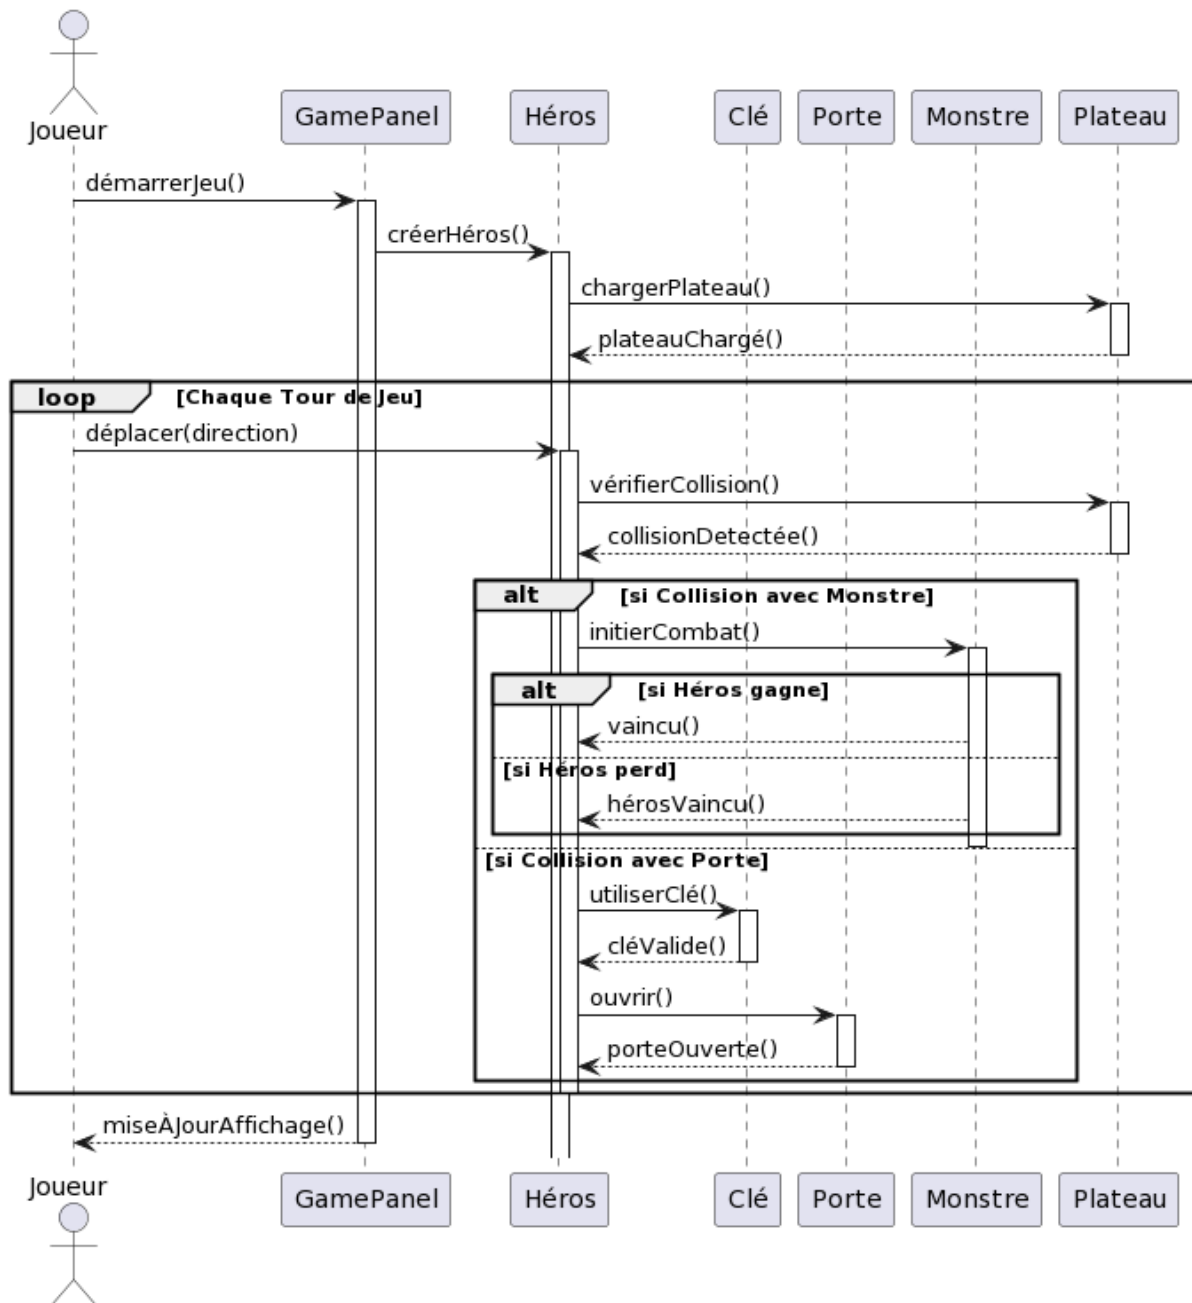 Joueur
GamePanel
Héros
Clé
Porte
Monstre
Plateau
démarrerJeu()
créerHéros()
chargerPlateau()
plateauChargé()
loop
[Chaque Tour de Jeu]
déplacer(direction)
vérifierCollision()
collisionDetectée()
alt
[si Collision avec Monstre]
initierCombat()
alt
[si Héros gagne]
vaincu()
[si Héros perd]
hérosVaincu()
[si Collision avec Porte]
utiliserClé()
cléValide()
ouvrir()
porteOuverte()
miseÀJourAffichage()
Joueur
GamePanel
Héros
Clé
Porte
Monstre
Plateau